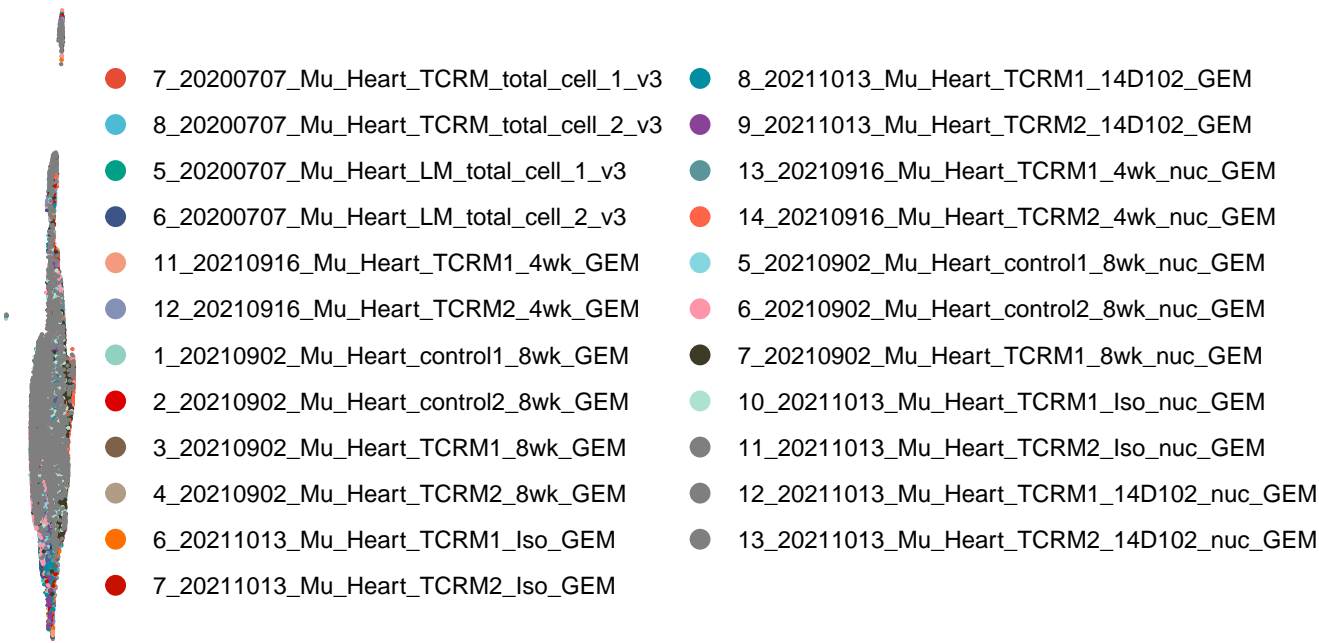 7_20200707_Mu_Heart_TCRM_total_cell_1_v3
8_20200707_Mu_Heart_TCRM_total_cell_2_v3
5_20200707_Mu_Heart_LM_total_cell_1_v3
6_20200707_Mu_Heart_LM_total_cell_2_v3
11_20210916_Mu_Heart_TCRM1_4wk_GEM
12_20210916_Mu_Heart_TCRM2_4wk_GEM
1_20210902_Mu_Heart_control1_8wk_GEM
2_20210902_Mu_Heart_control2_8wk_GEM
3_20210902_Mu_Heart_TCRM1_8wk_GEM
4_20210902_Mu_Heart_TCRM2_8wk_GEM
6_20211013_Mu_Heart_TCRM1_Iso_GEM
7_20211013_Mu_Heart_TCRM2_Iso_GEM
8_20211013_Mu_Heart_TCRM1_14D102_GEM
9_20211013_Mu_Heart_TCRM2_14D102_GEM
13_20210916_Mu_Heart_TCRM1_4wk_nuc_GEM
14_20210916_Mu_Heart_TCRM2_4wk_nuc_GEM
5_20210902_Mu_Heart_control1_8wk_nuc_GEM
6_20210902_Mu_Heart_control2_8wk_nuc_GEM
7_20210902_Mu_Heart_TCRM1_8wk_nuc_GEM
10_20211013_Mu_Heart_TCRM1_Iso_nuc_GEM
11_20211013_Mu_Heart_TCRM2_Iso_nuc_GEM
12_20211013_Mu_Heart_TCRM1_14D102_nuc_GEM
13_20211013_Mu_Heart_TCRM2_14D102_nuc_GEM